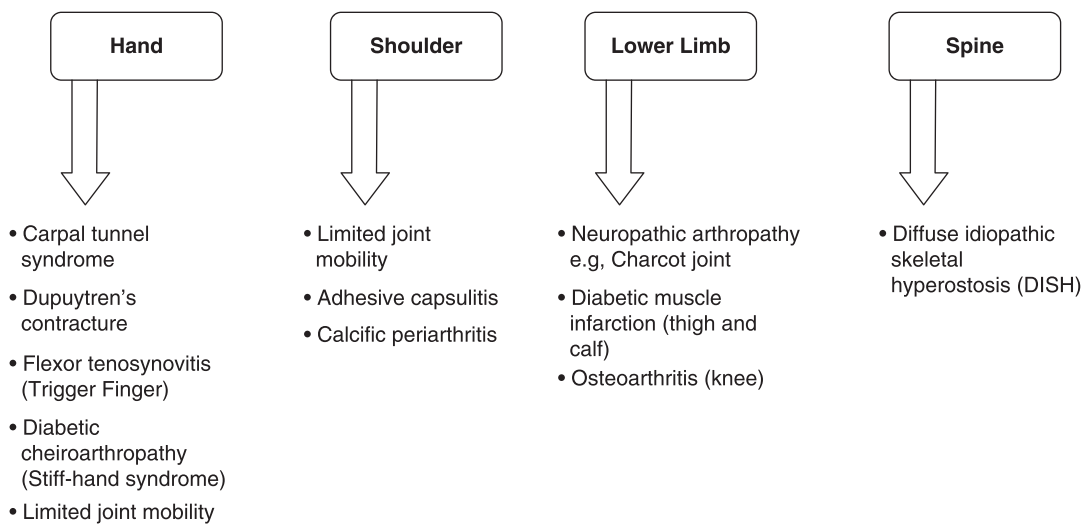 Hand
• Carpal tunnel
syndrome
• Dupuytren's
contracture
• Flexor tenosynovitis
(Trigger Finger)
• Diabetic
cheiroarthropathy
(Stiff-hand syndrome)
• Limited joint mobility
Shoulder
• Limited joint
mobility
• Adhesive capsulitis
• Calcific periarthritis
Lower Limb
• Neuropathic arthropathy
e.g, Charcot joint
• Diabetic muscle
infarction (thigh and
calf)
• Osteoarthritis (knee)
Spine
• Diffuse idiopathic
skeletal
hyperostosis (DISH)